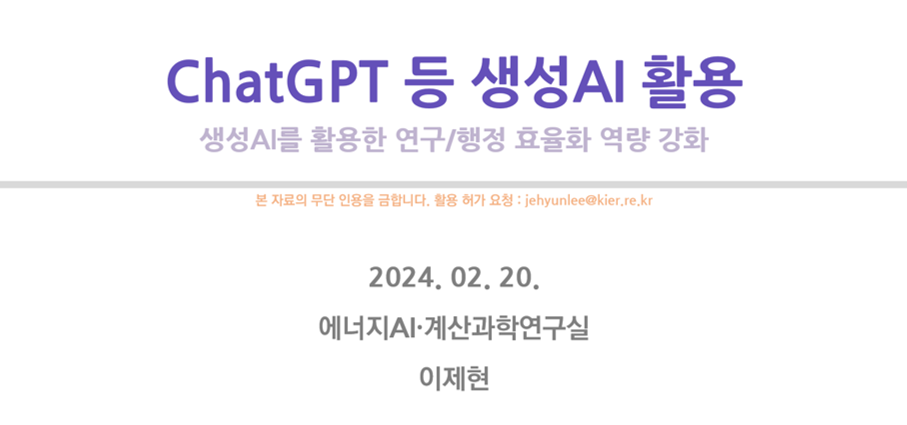 ChatGPT 등 생성AI 활용
생성AI를 활용한 연구/행정 효율화 역량 강화
본 자료의 무단 인용을 금합니다. 활용 허가 요청 : jehyunlee@kier.re.kr
2024. 02. 20.
에너지AI·계산과학연구실
이제현